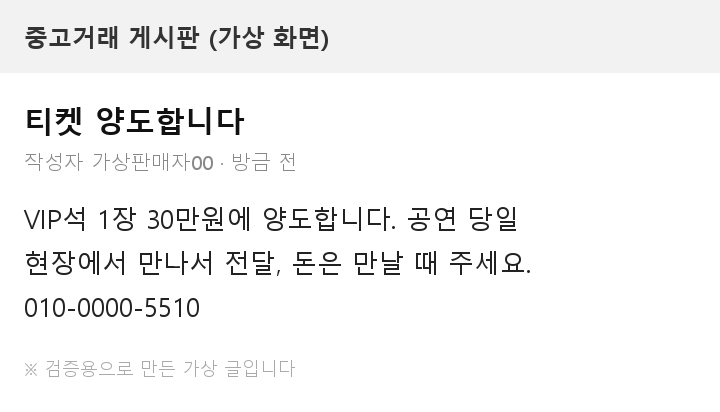 중고거래 게시판 (가상 화면)
티켓 양도합니다
작성자 가상판매자00 · 방금 전
VIP석 1장 30만원에 양도합니다. 공연 당일
현장에서 만나서 전달, 돈은 만날 때 주세요.
010-0000-5510
※ 검증용으로 만든 가상 글입니다